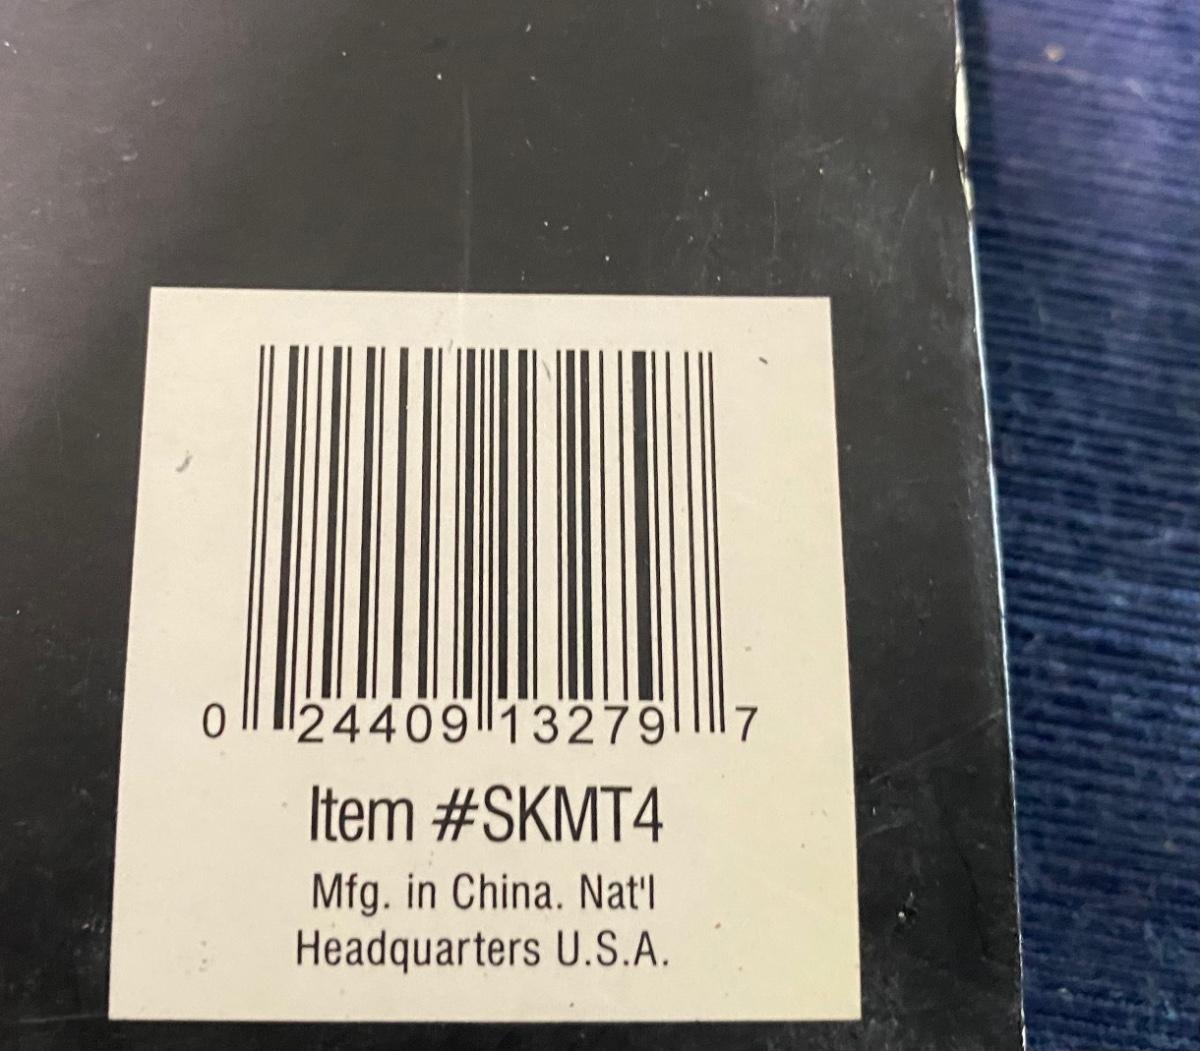 0 24409 13279 7
Item #SKMT4
Mfg. in China. Nat'l
Headquarters U.S.A.